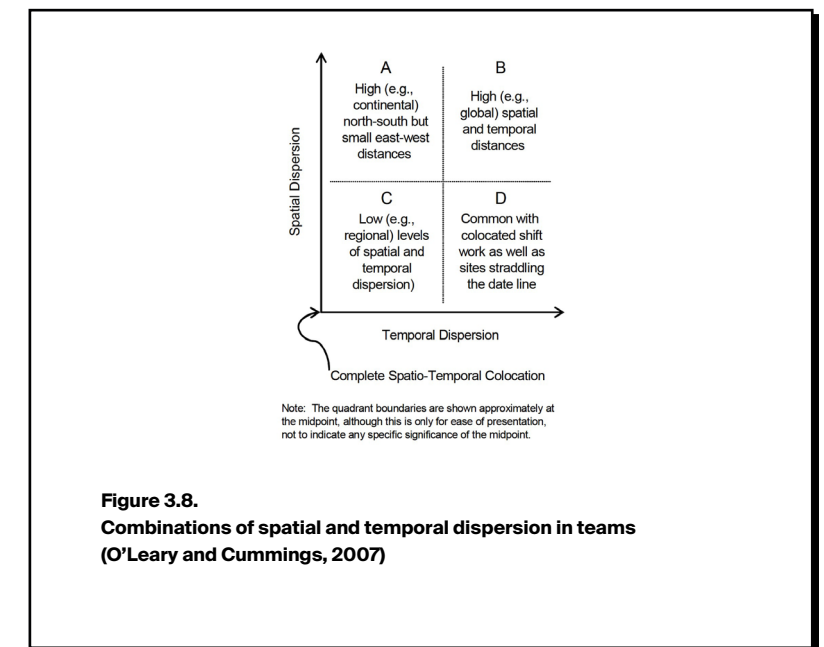 Spatial Dispersion
A
High (e.g.,
continental)
north-south but
small east-west
distances
B
High (e.g.,
global) spatial
and temporal
distances
C
Low (e.g.,
regional) levels
of spatial and
temporal
dispersion)
D
Common with
colocated shift
work as well as
sites straddling
the date line
Temporal Dispersion
Complete Spatio-Temporal Colocation
Note: The quadrant boundaries are shown approximately at
the midpoint, although this is only for ease of presentation,
not to indicate any specific significance of the midpoint.
Figure 3.8.
Combinations of spatial and temporal dispersion in teams
(O'Leary and Cummings, 2007)